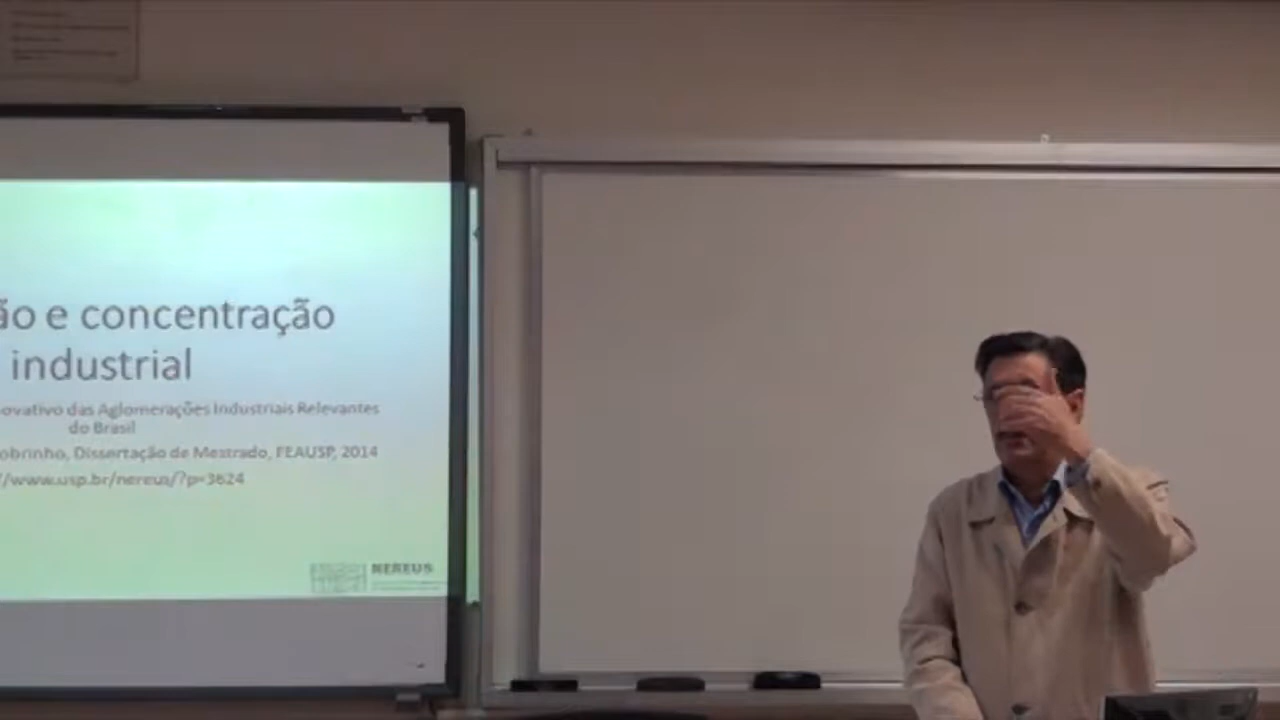 ão e concentração
industrial
ovativo das Aglomerações Industriais Relevantes
do Brasil
obrinho, Dissertação de Mestrado, FEAUSP, 2014
//www.usp.br/nereus/?p=3624
NEREUS